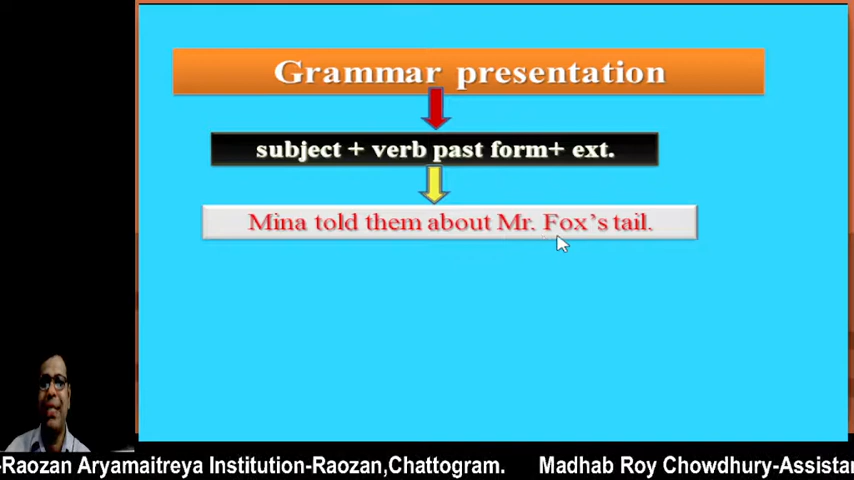 Grammar presentation
subject + verb past form+ ext.
Mina told them about Mr. Fox's tail.
-Raozan Aryamaitreya Institution-Raozan,Chattogram. Madhab Roy Chowdhury-Assista